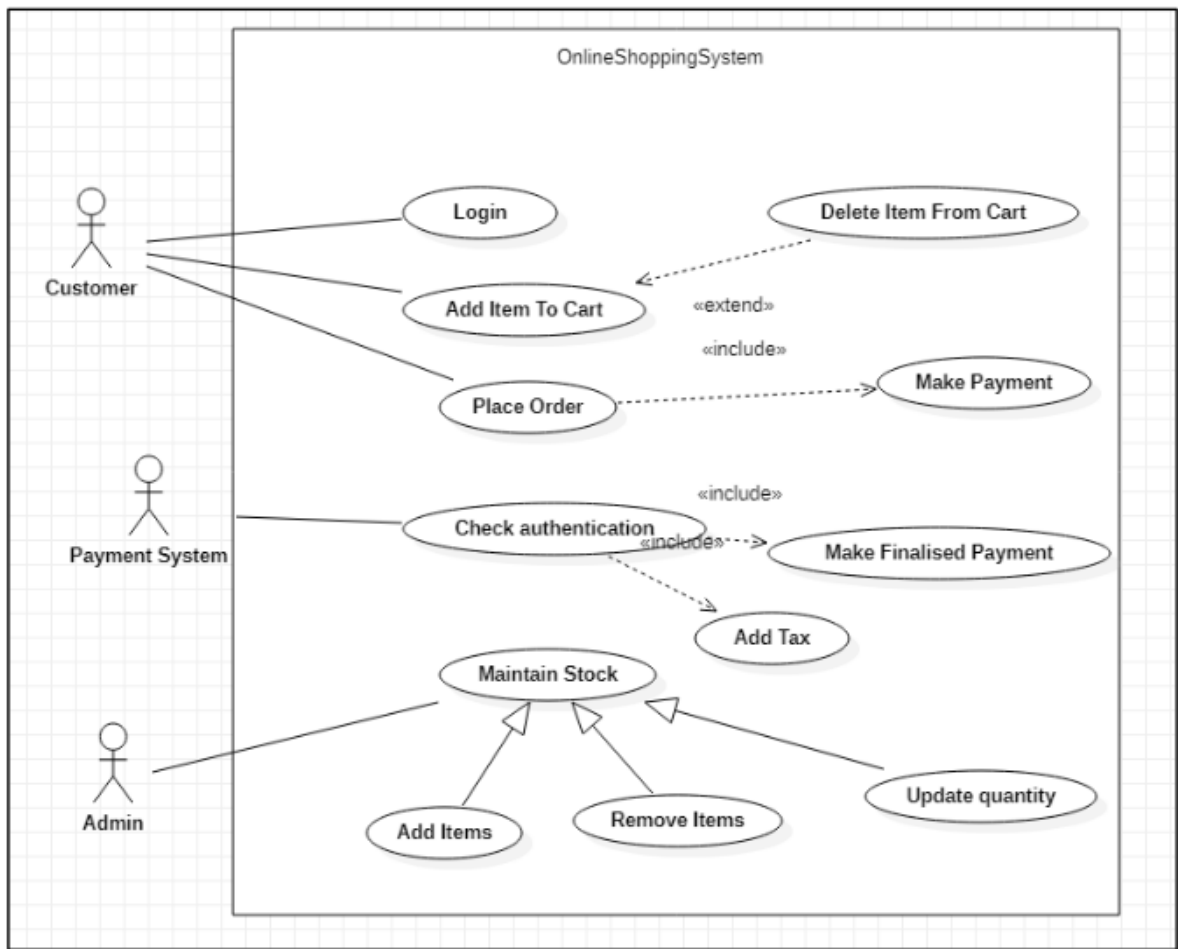 OnlineShoppingSystem
Login
Delete Item From Cart
Customer
Add Item To Cart
«extend»
«include»
Make Payment
Place Order
«include»
Check authentication
«include»
Payment System
Make Finalised Payment
Add Tax
Maintain Stock
Admin
Add Items
Remove Items
Update quantity